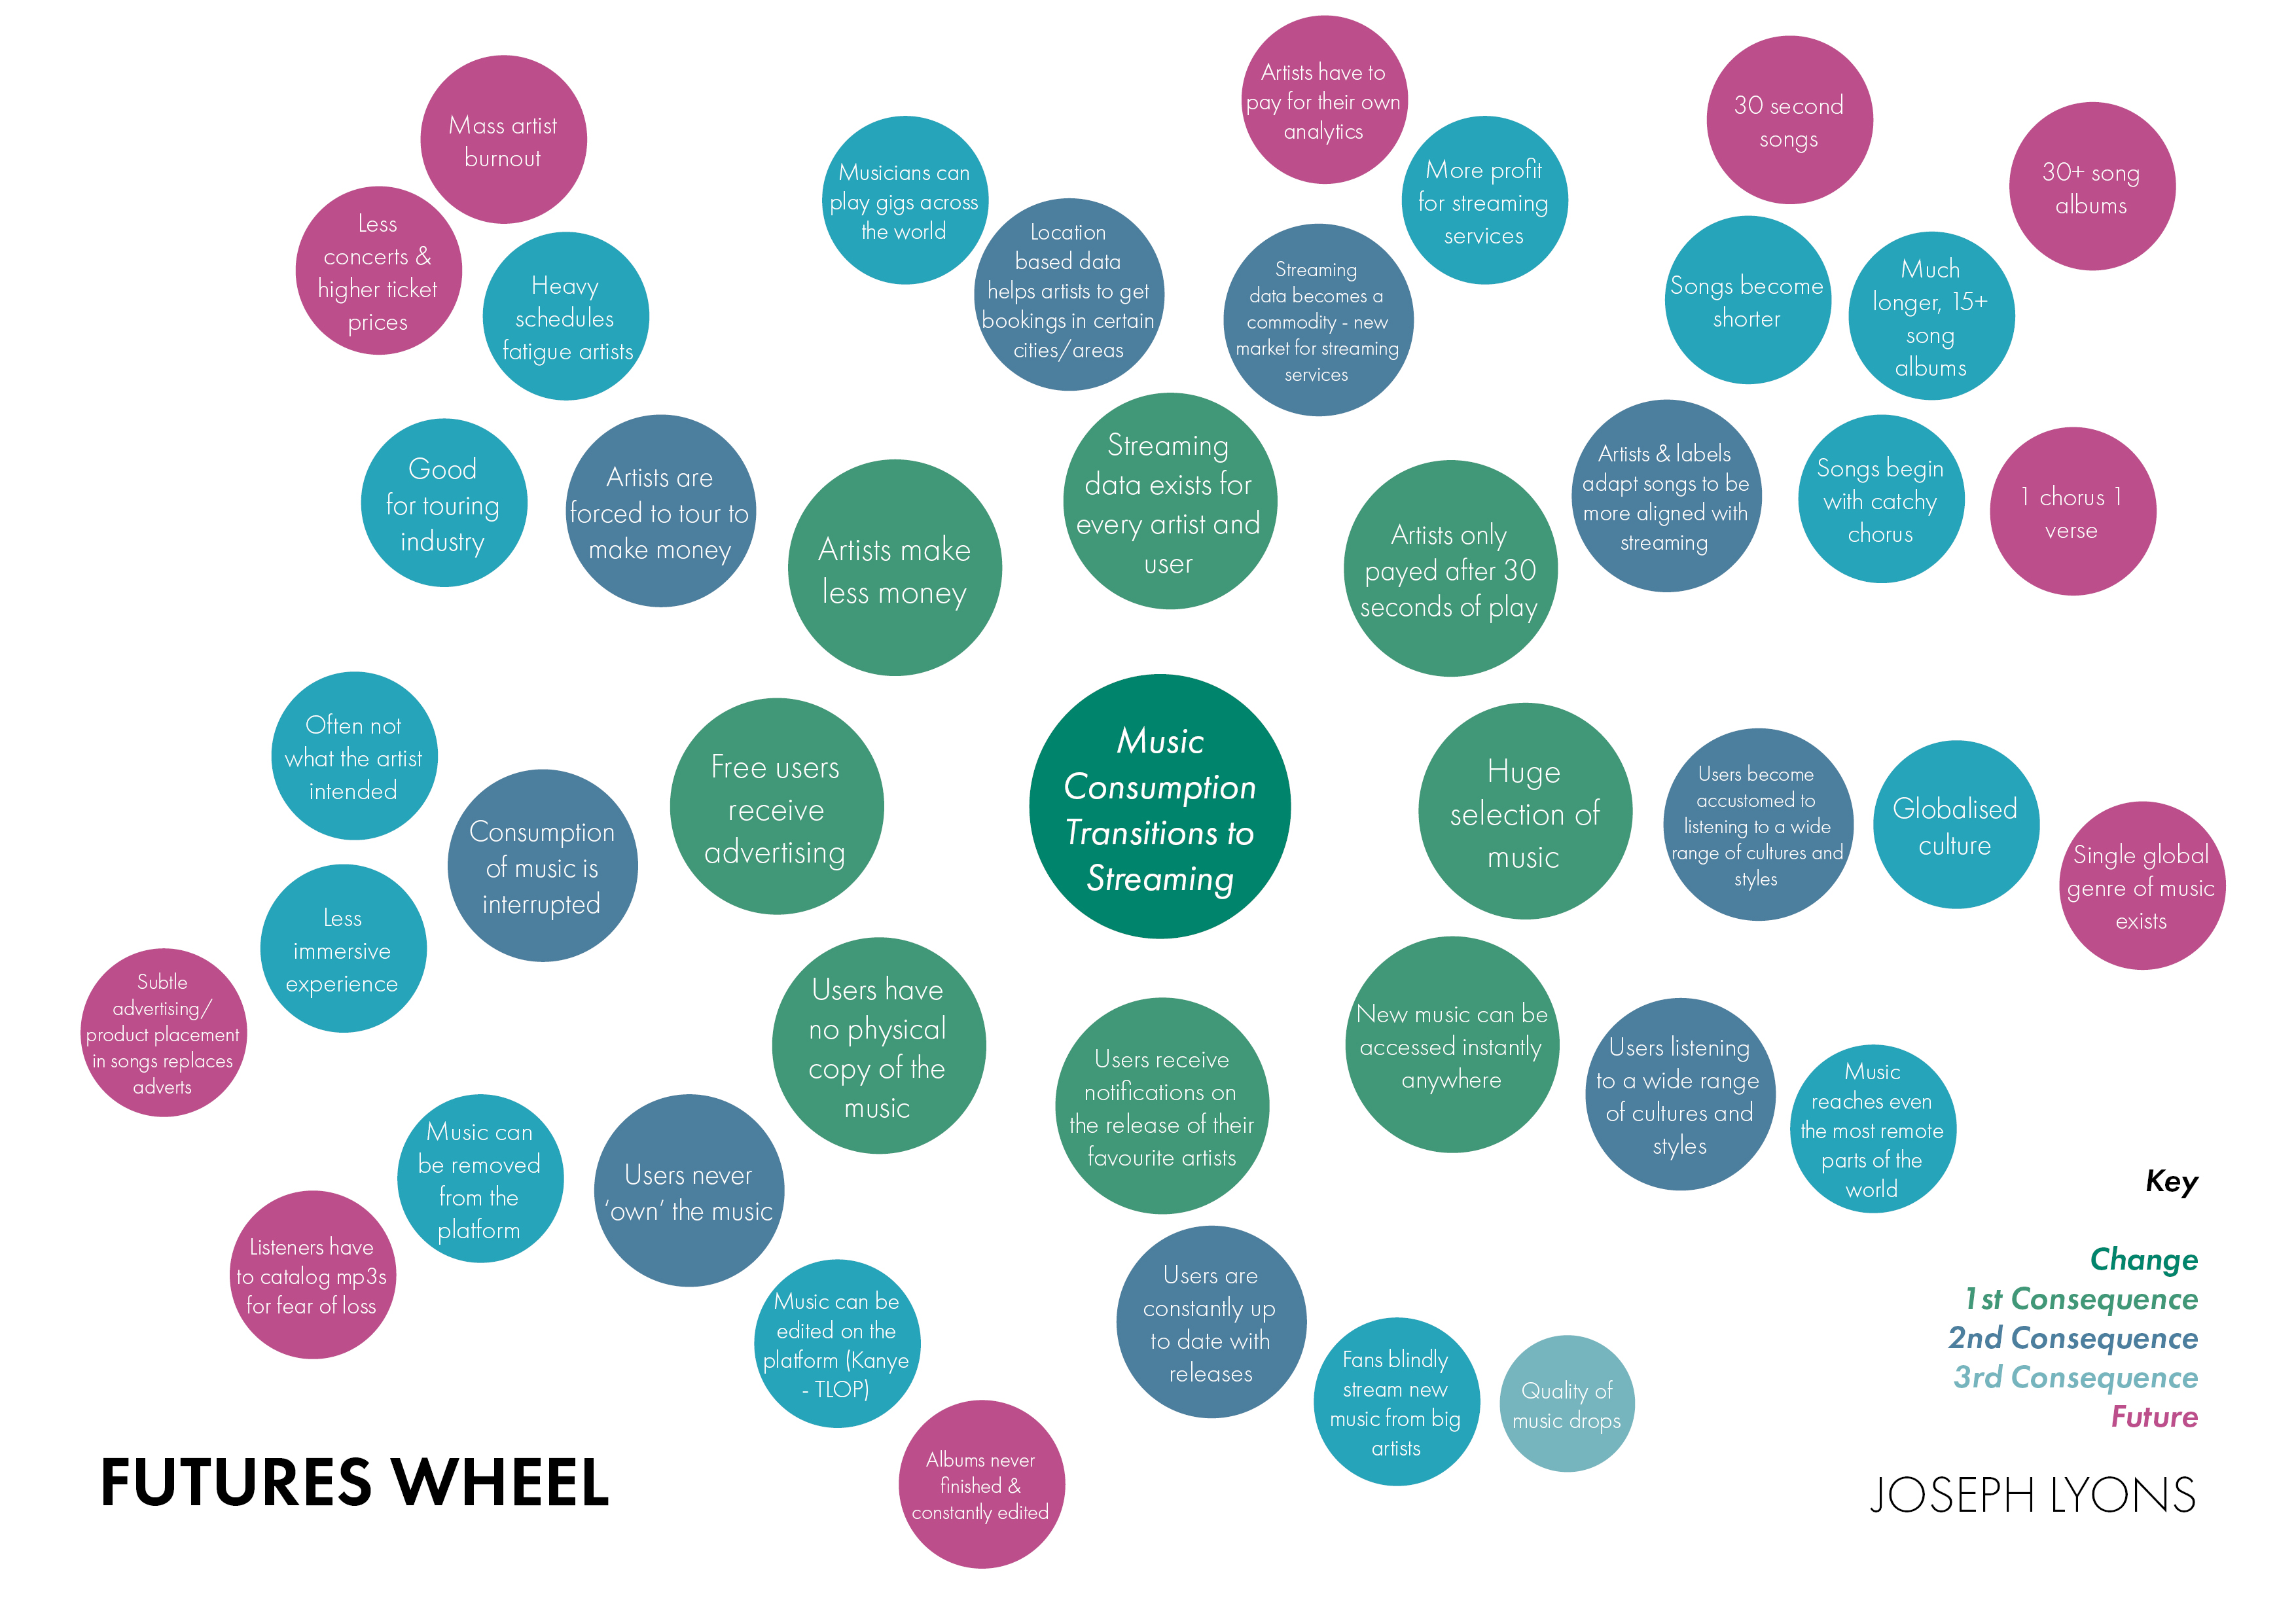 Mass artist
burnout
Less
concerts &
higher ticket
prices
Heavy
schedules
fatigue artists
Good
for touring
industry
Artists are
forced to tour to
make money
Artists make
less money
Musicians can
play gigs across
the world
Location
based data
helps artists to get
bookings in certain
cities/areas
Artists have to
pay for their own
analytics
More profit
for streaming
services
Streaming
data becomes a
commodity - new
market for streaming
services
Streaming
data exists for
every artist and
user
30 second
songs
30+ song
albums
Songs become
shorter
Much
longer, 15+
song
albums
Artists & labels
adapt songs to be
more aligned with
streaming
Songs begin
with catchy
chorus
1 chorus 1
verse
Artists only
payed after 30
seconds of play
Often not
what the artist
intended
Consumption
of music is
interrupted
Less
immersive
experience
Subtle
advertising/
product placement
in songs replaces
adverts
Free users
receive
advertising
Music
Consumption
Transitions to
Streaming
Huge
selection of
music
Users become
accustomed to
listening to a wide
range of cultures and
styles
Globalised
culture
Single global
genre of music
exists
Users have
no physical
copy of the
music
Users never
‘own’ the music
Music can
be removed
from the
platform
Listeners have
to catalog mp3s
for fear of loss
Music can be
edited on the
platform (Kanye
- TLOP)
Albums never
finished &
constantly edited
Users receive
notifications on
the release of their
favourite artists
Users are
constantly up
to date with
releases
Fans blindly
stream new
music from big
artists
Quality of
music drops
New music can be
accessed instantly
anywhere
Users listening
to a wide range
of cultures and
styles
Music
reaches even
the most remote
parts of the
world
Key
Change
1st Consequence
2nd Consequence
3rd Consequence
Future
FUTURES WHEEL
JOSEPH LYONS